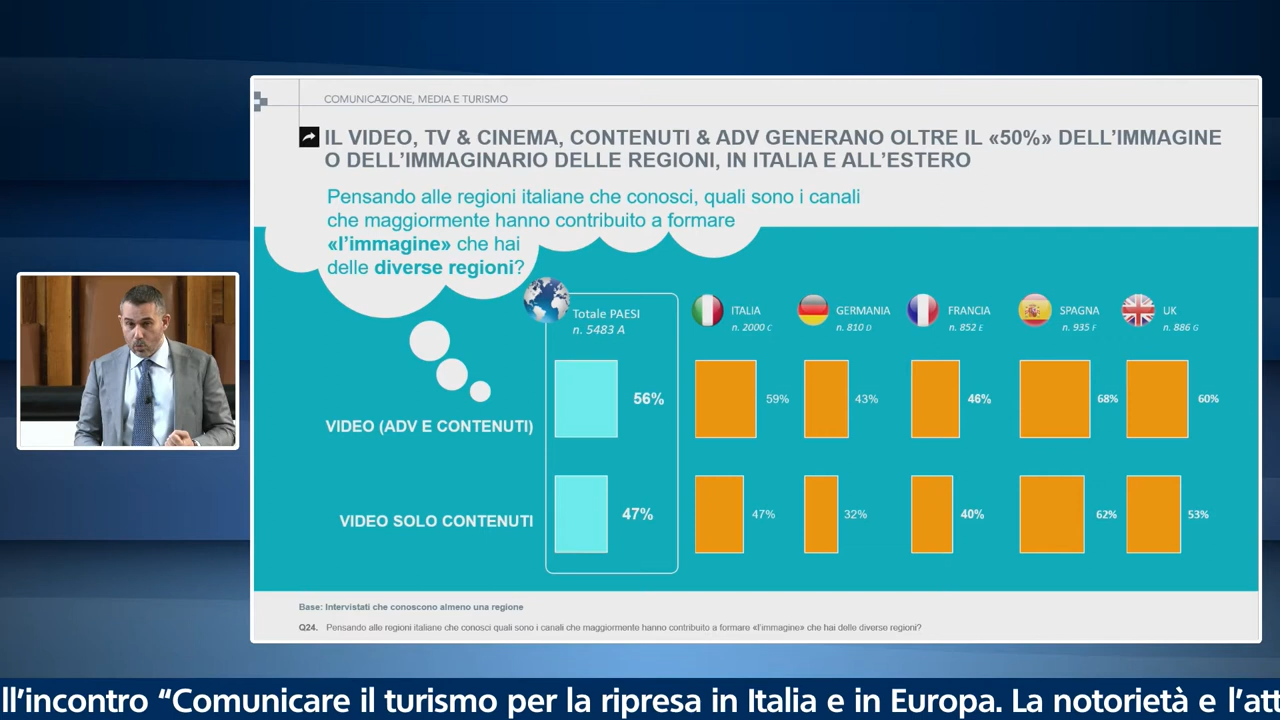 COMUNICAZIONE, MEDIA E TURISMO
IL VIDEO, TV & CINEMA, CONTENUTI & ADV GENERANO OLTRE IL «50%» DELL’IMMAGINE
O DELL’IMMAGINARIO DELLE REGIONI, IN ITALIA E ALL’ESTERO
Pensando alle regioni italiane che conosci, quali sono i canali
che maggiormente hanno contribuito a formare
«l’immagine» che hai
delle diverse regioni?
Totale PAESI
n. 5483 A
ITALIA
n. 2000 C
GERMANIA
n. 810 D
FRANCIA
n. 852 E
SPAGNA
n. 935 F
UK
n. 886 G
VIDEO (ADV E CONTENUTI)
56%
59%
43%
46%
68%
60%
VIDEO SOLO CONTENUTI
47%
47%
32%
40%
62%
53%
Base: Intervistati che conoscono almeno una regione
Q24. Pensando alle regioni italiane che conosci quali sono i canali che maggiormente hanno contribuito a formare «l’immagine» che hai delle diverse regioni?
ll’incontro “Comunicare il turismo per la ripresa in Italia e in Europa. La notorietà e l’att